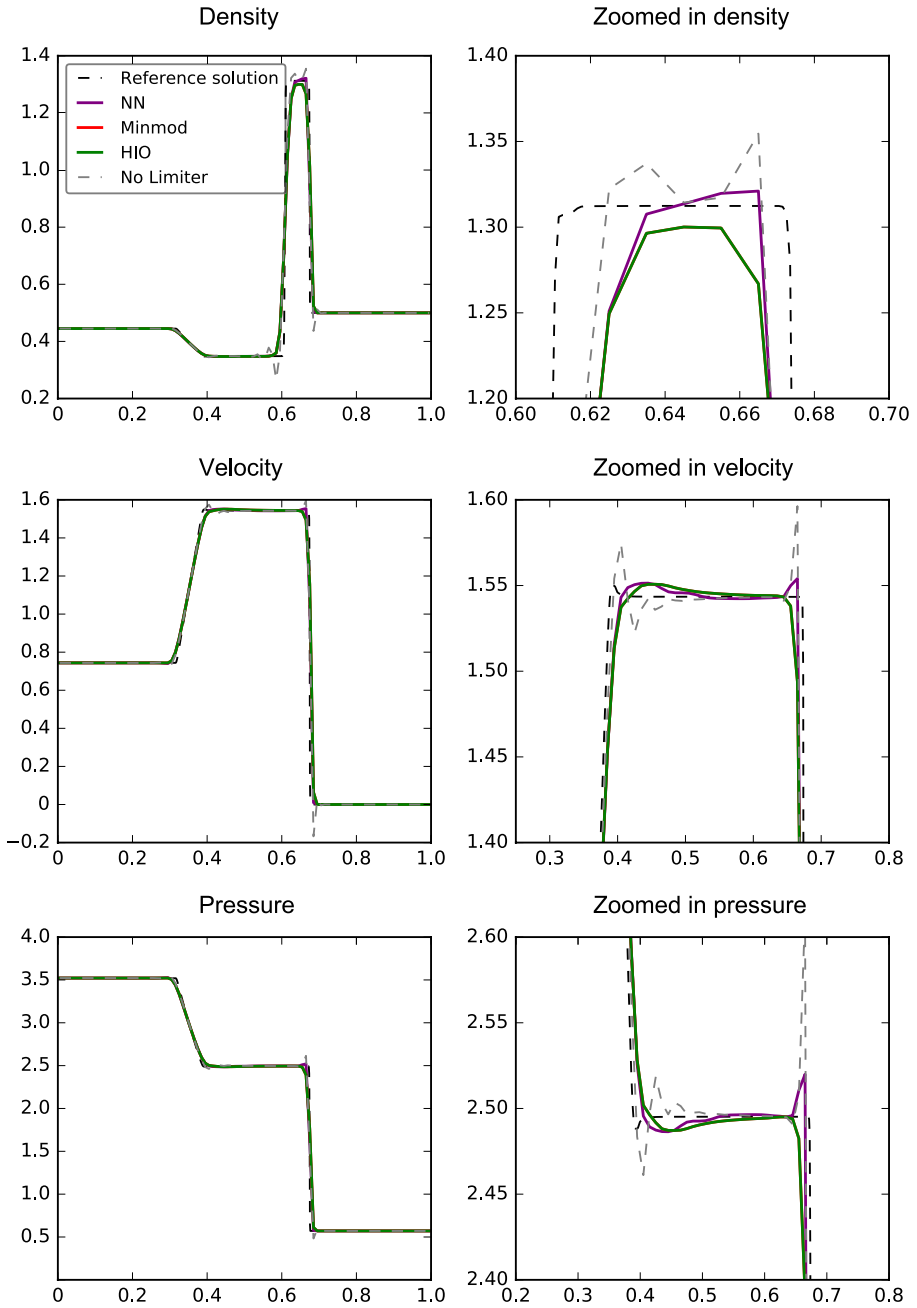 Density
1.4
1.2
1.0
0.8
0.6
0.4
0.2
0 0.2 0.4 0.6 0.8 1.0
Reference solution
NN
Minmod
HIO
No Limiter
Zoomed in density
1.40
1.35
1.30
1.25
1.20
0.60 0.62 0.64 0.66 0.68 0.70
Velocity
1.6
1.4
1.2
1.0
0.8
0.6
0.4
0.2
0
−0.2
0 0.2 0.4 0.6 0.8 1.0
Zoomed in velocity
1.60
1.55
1.50
1.45
1.40
0.3 0.4 0.5 0.6 0.7 0.8
Pressure
4.0
3.5
3.0
2.5
2.0
1.5
1.0
0.5
0 0.2 0.4 0.6 0.8 1.0
Zoomed in pressure
2.60
2.55
2.50
2.45
2.40
0.2 0.3 0.4 0.5 0.6 0.7 0.8